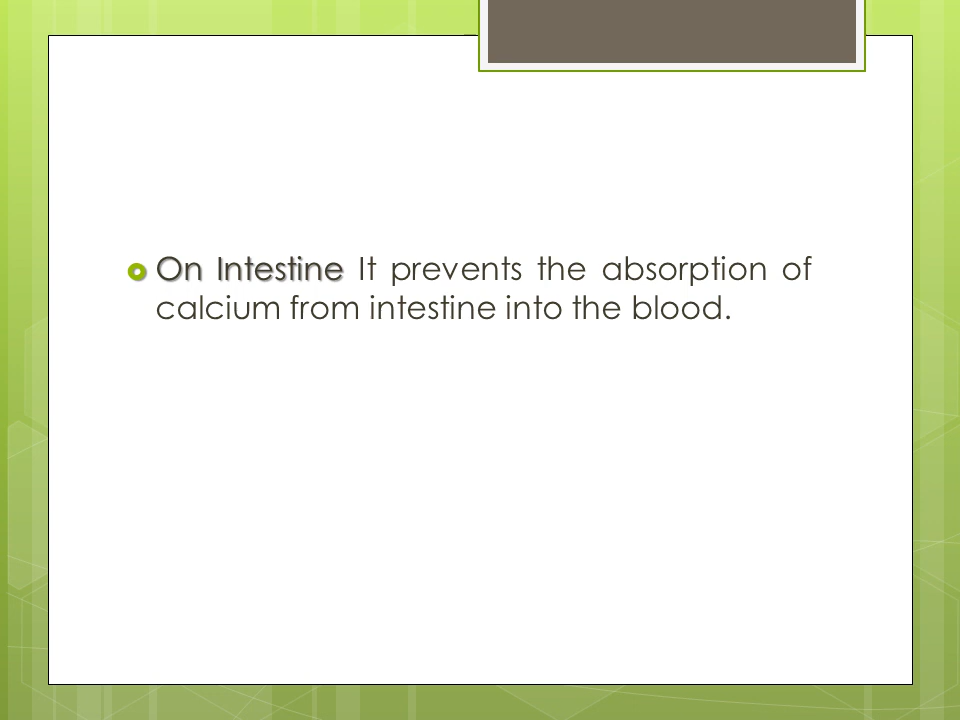 On Intestine It prevents the absorption of
calcium from intestine into the blood.